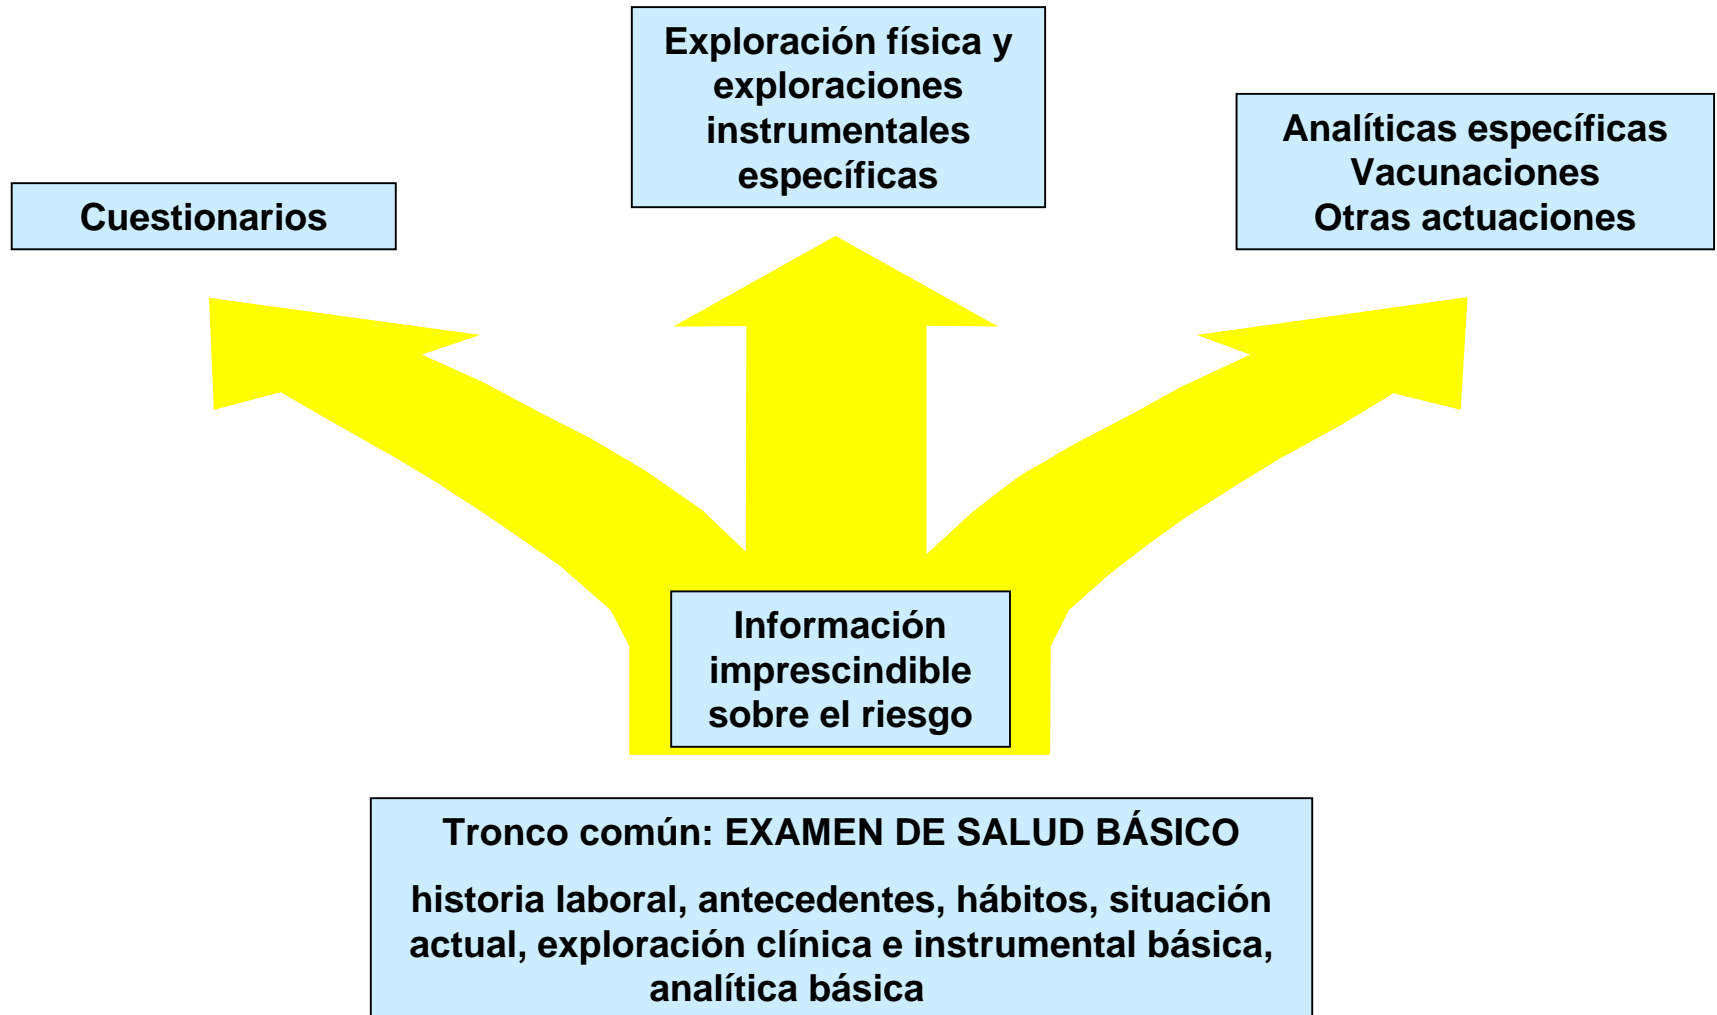 Exploración física y
exploraciones
instrumentales
específicas
Analíticas específicas
Vacunaciones
Otras actuaciones
Cuestionarios
Información
imprescindible
sobre el riesgo
Tronco común: EXAMEN DE SALUD BÁSICO
historia laboral, antecedentes, hábitos, situación
actual, exploración clínica e instrumental básica,
analítica básica